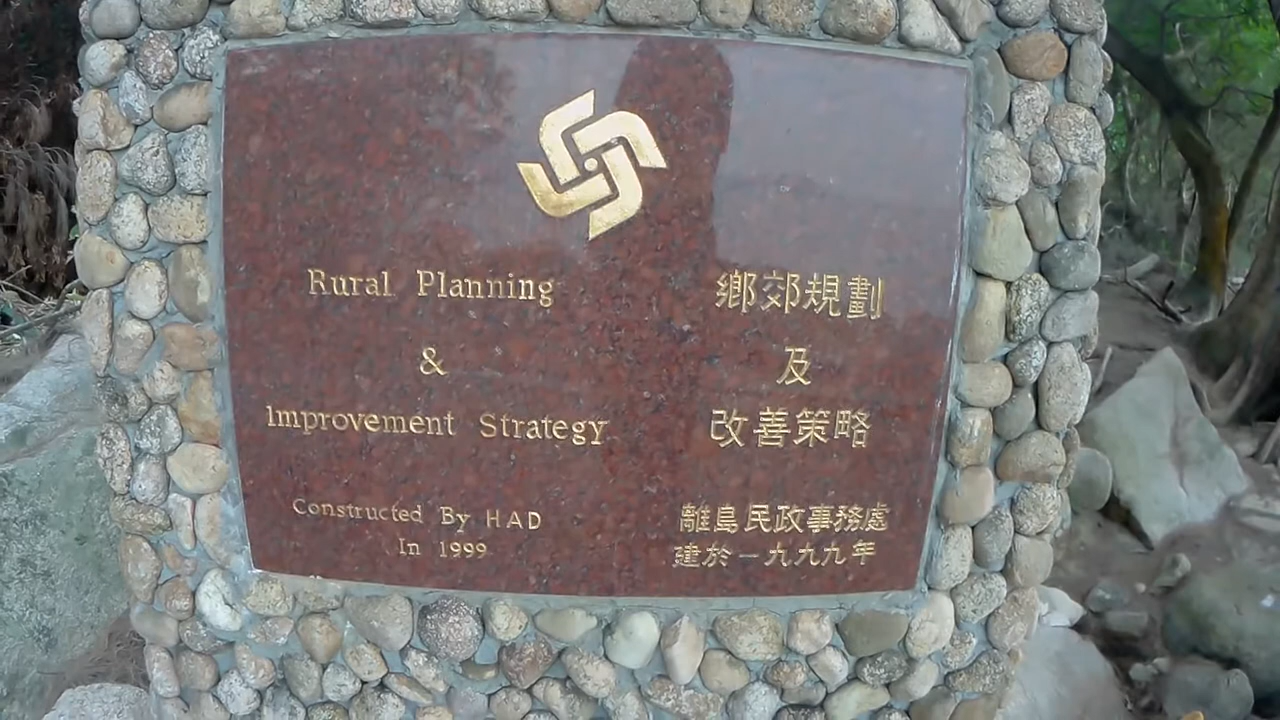 Rural Planning
&
Improvement Strategy
Constructed By HAD
In 1999
鄉郊規劃
及
改善策略
離島民政事務處
建於一九九九年